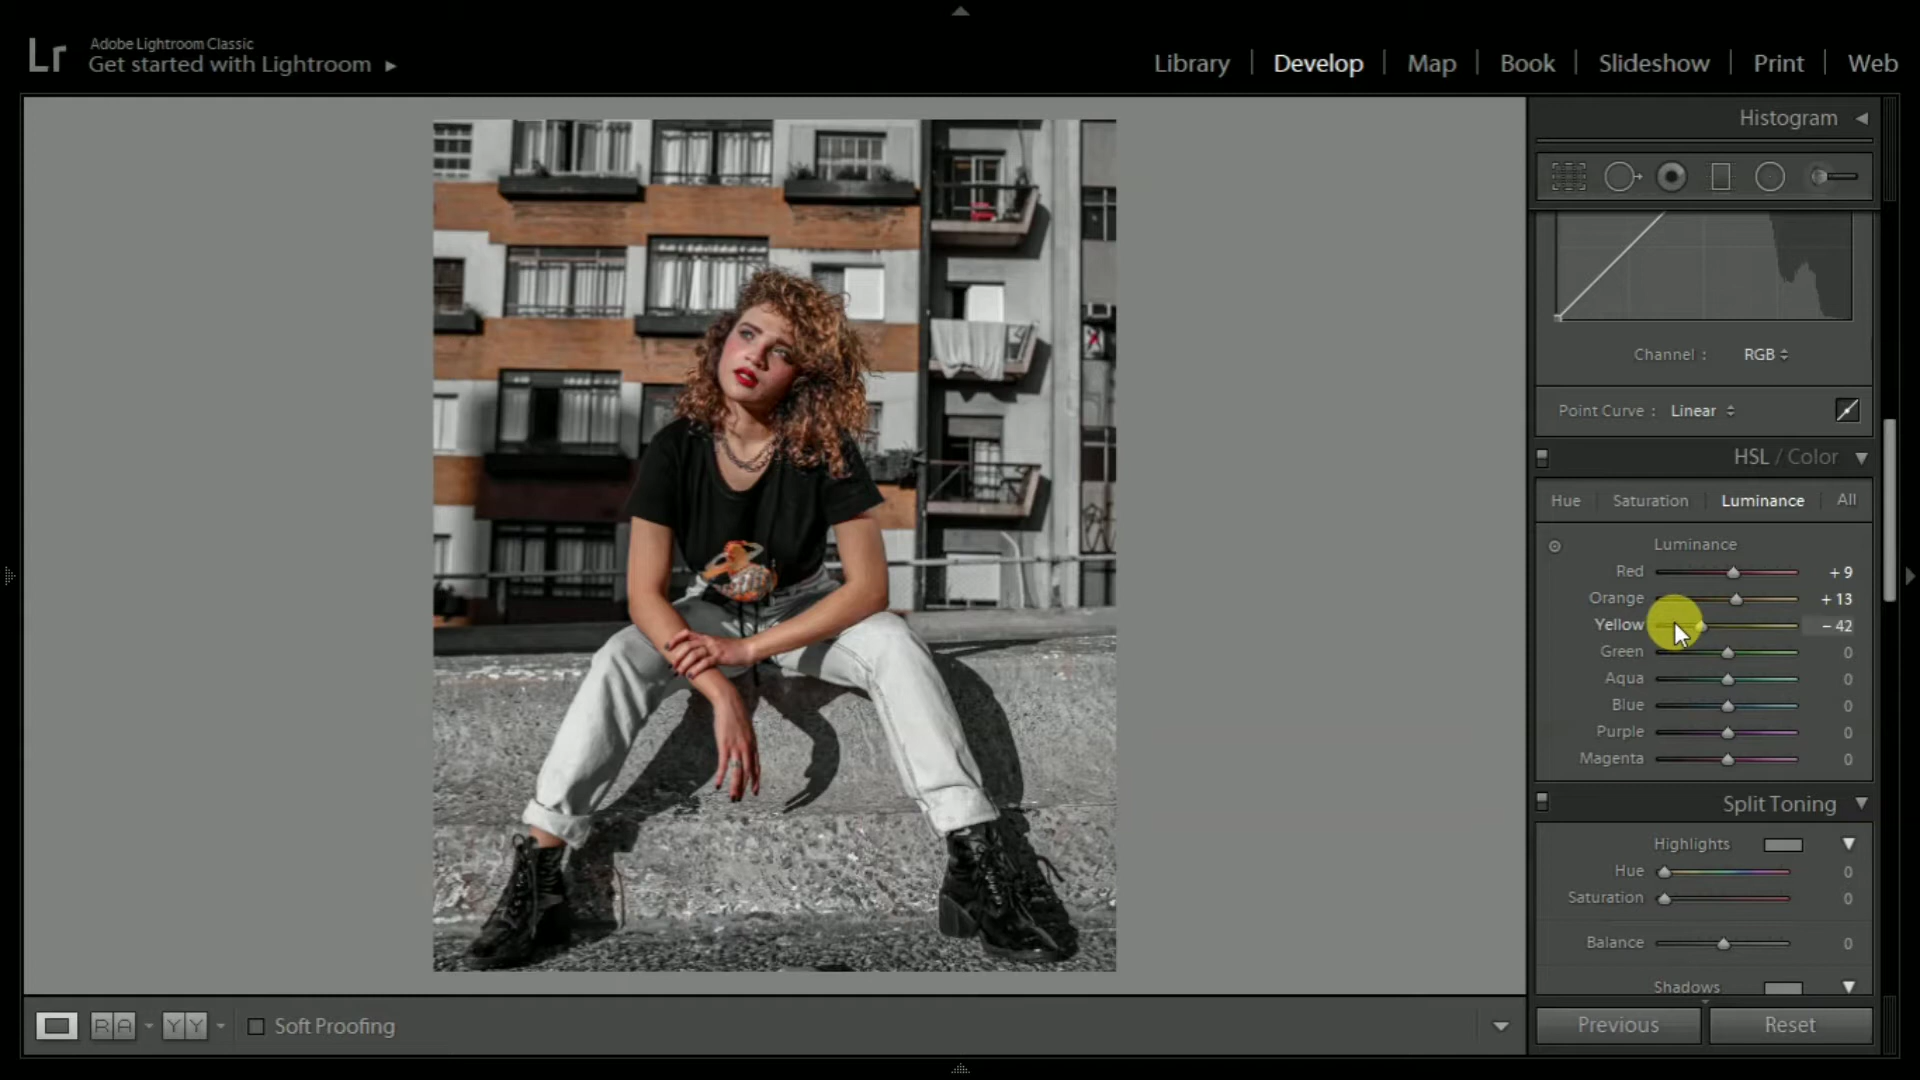 Lr
Adobe Lightroom Classic
Get started with Lightroom
Library
Develop
Map
Book
Slideshow
Print
Web
Histogram
Channel : RGB
Point Curve : Linear
HSL / Color
Hue Saturation Luminance All
Luminance
Red + 9
Orange + 13
Yellow − 42
Green 0
Aqua 0
Blue 0
Purple 0
Magenta 0
Split Toning
Highlights
Hue 0
Saturation 0
Balance 0
Shadows
R A
Y Y
Soft Proofing
Previous
Reset